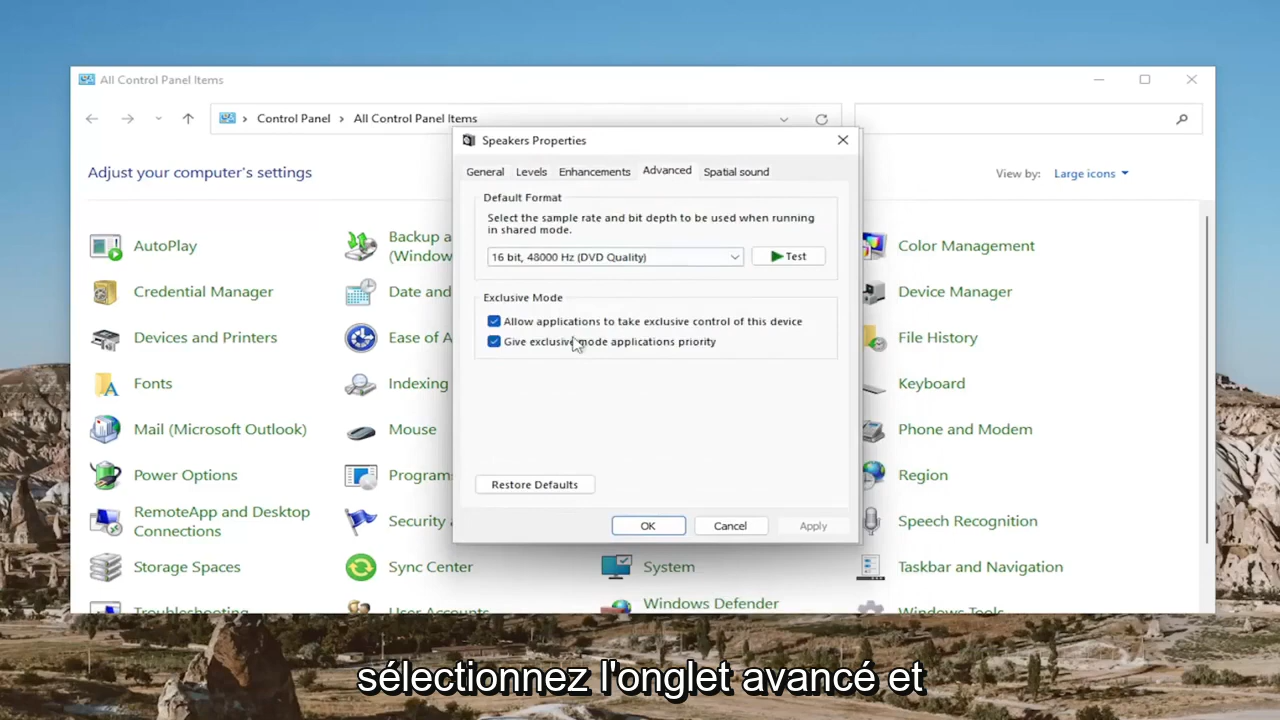 All Control Panel Items
Control Panel
All Control Panel Items
Adjust your computer's settings
View by:
Large icons
AutoPlay
Credential Manager
Devices and Printers
Fonts
Mail (Microsoft Outlook)
Power Options
RemoteApp and Desktop
Connections
Storage Spaces
Troubleshooting
Backup a
(Window
Date and
Ease of A
Indexing
Mouse
Programs
Security
Sync Center
User Accounts
System
Windows Defender
Color Management
Device Manager
File History
Keyboard
Phone and Modem
Region
Speech Recognition
Taskbar and Navigation
Windows Tools
Speakers Properties
General
Levels
Enhancements
Advanced
Spatial sound
Default Format
Select the sample rate and bit depth to be used when running
in shared mode.
16 bit, 48000 Hz (DVD Quality)
Test
Exclusive Mode
Allow applications to take exclusive control of this device
Give exclusive mode applications priority
Restore Defaults
OK
Cancel
Apply
sélectionnez l'onglet avancé et